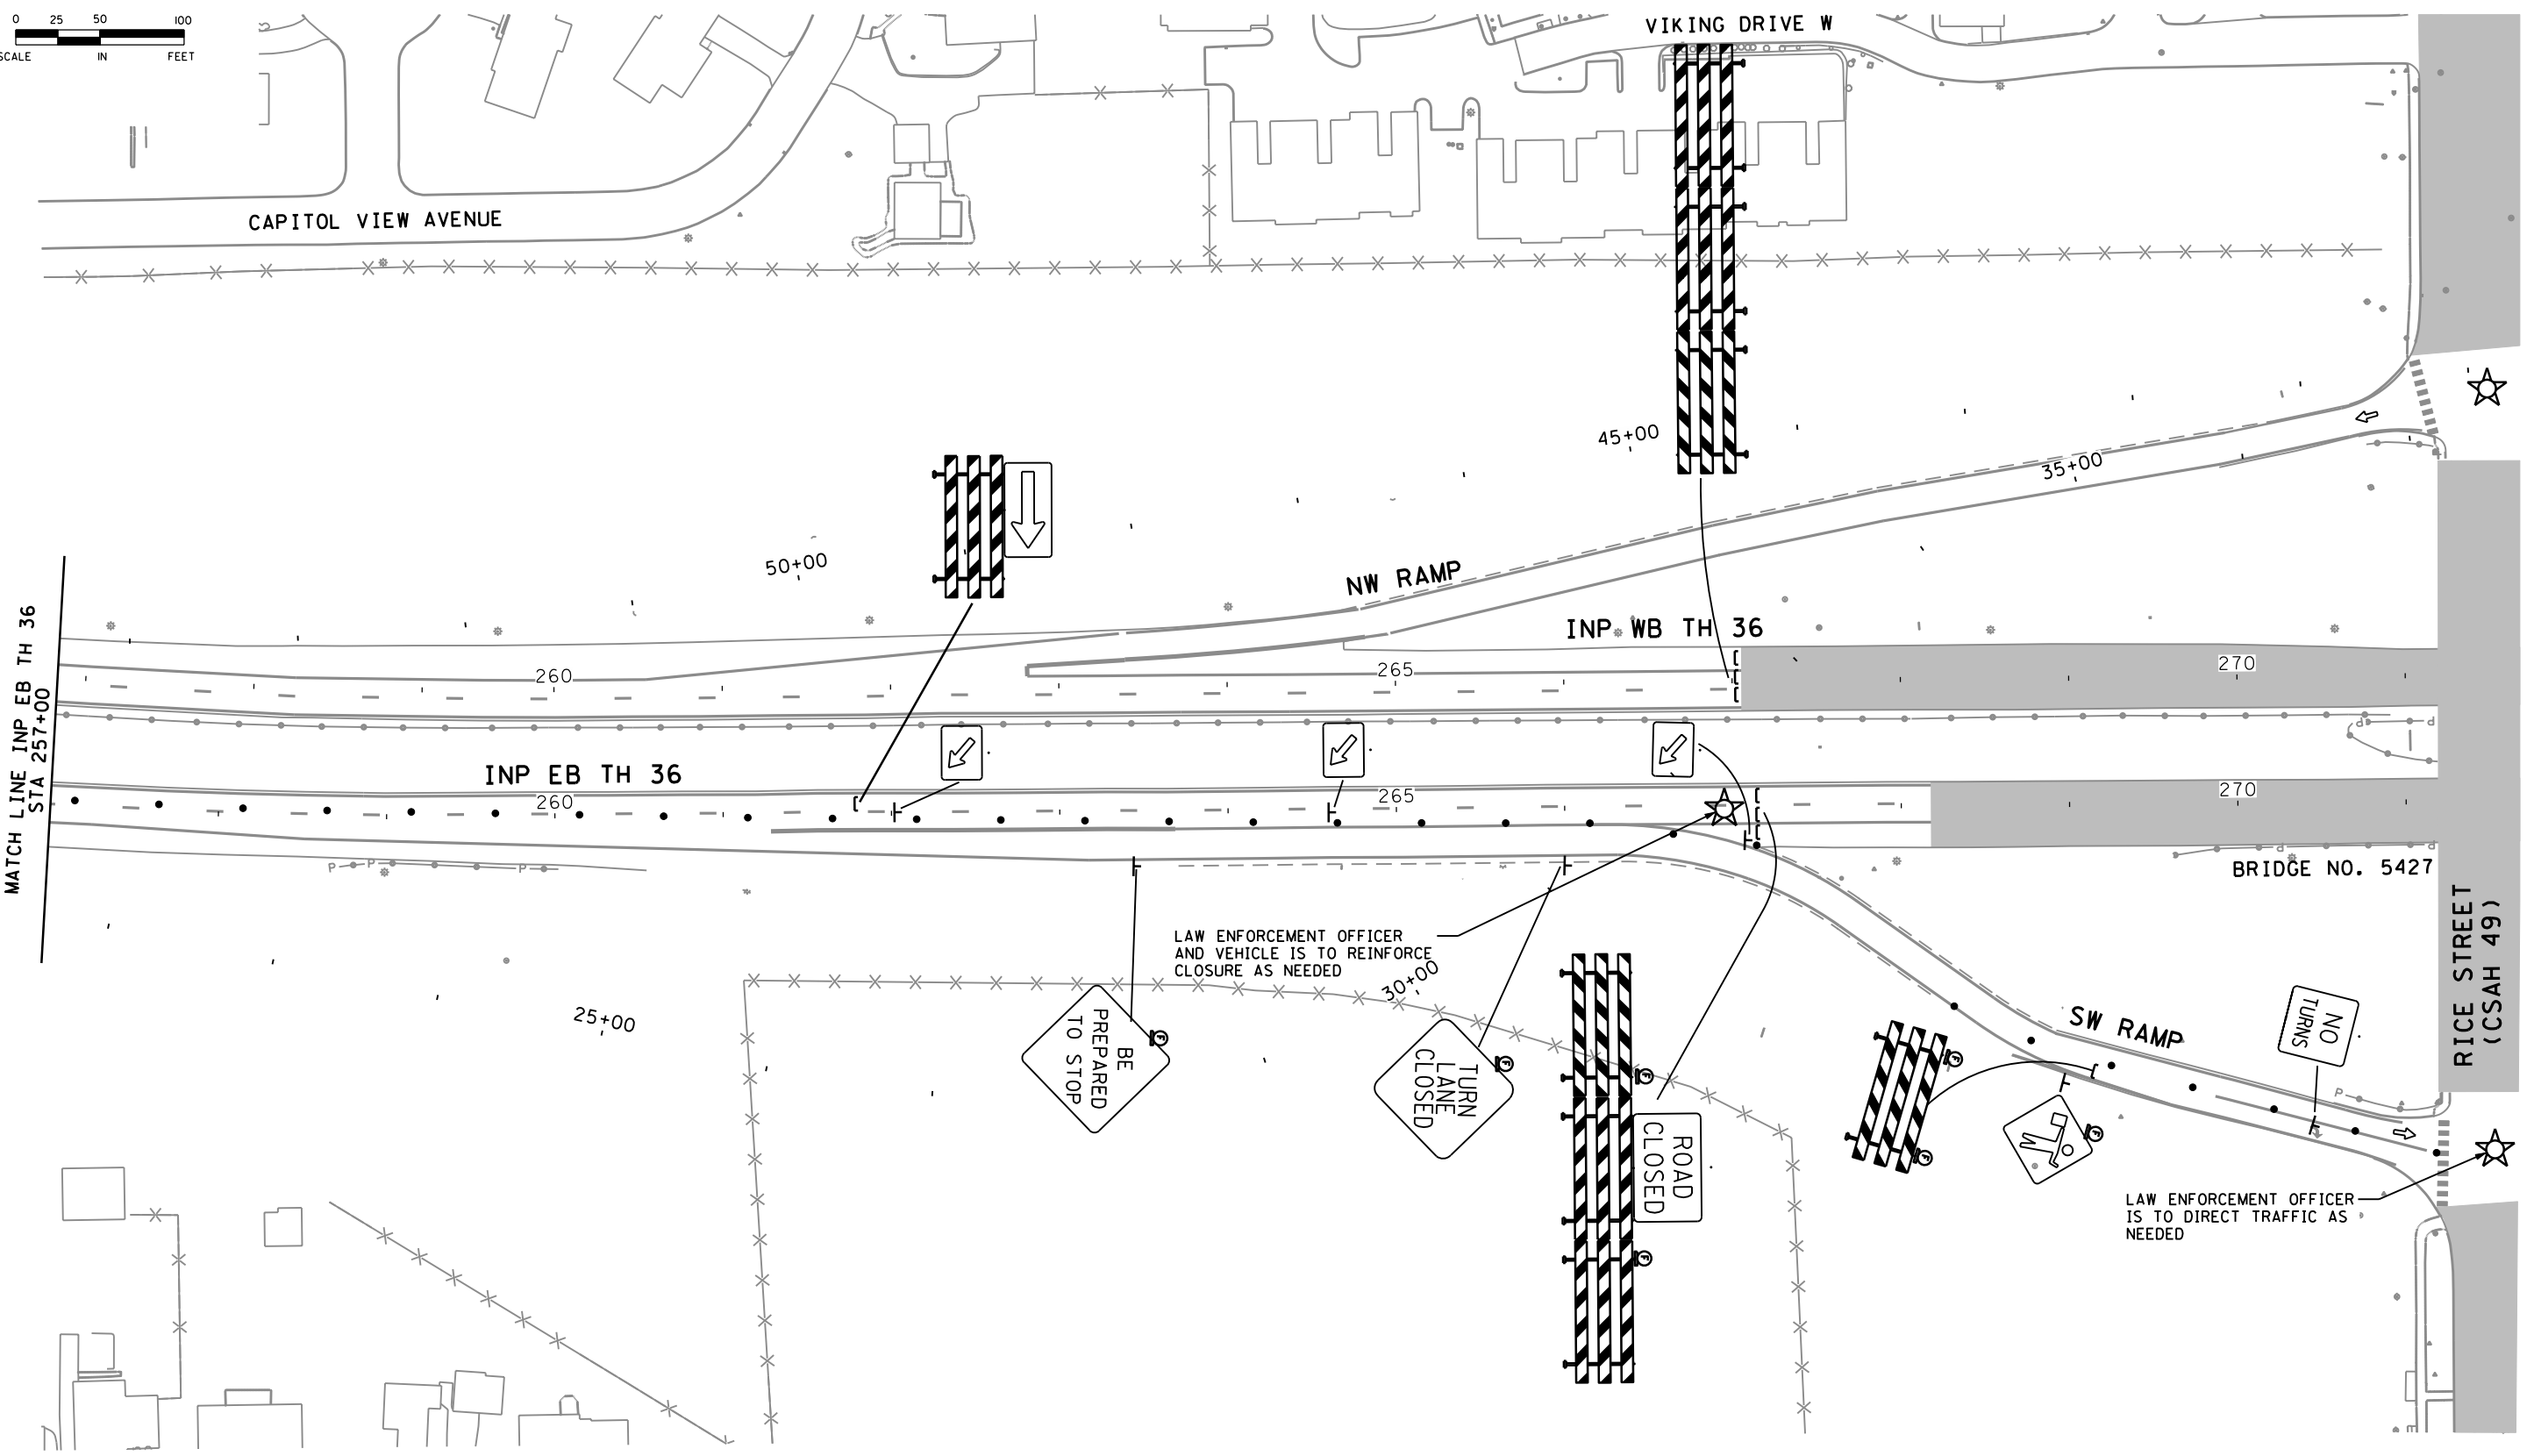 0 25 50 100
SCALE IN FEET
VIKING DRIVE W
CAPITOL VIEW AVENUE
45+00
35+00
50+00
NW RAMP
INP WB TH 36
260
265
270
MATCH LINE INP EB TH 36
STA 257+00
INP EB TH 36
260
265
270
BRIDGE NO. 5427
RICE STREET
(CSAH 49)
LAW ENFORCEMENT OFFICER
AND VEHICLE IS TO REINFORCE
CLOSURE AS NEEDED
30+00
25+00
BE
PREPARED
TO STOP
F
TURN
LANE
CLOSED
F
F
ROAD
CLOSED
F
SW RAMP
F
F
F
NO
TURNS
P
P
P
P
P
P
P
P
P
LAW ENFORCEMENT OFFICER
IS TO DIRECT TRAFFIC AS
NEEDED